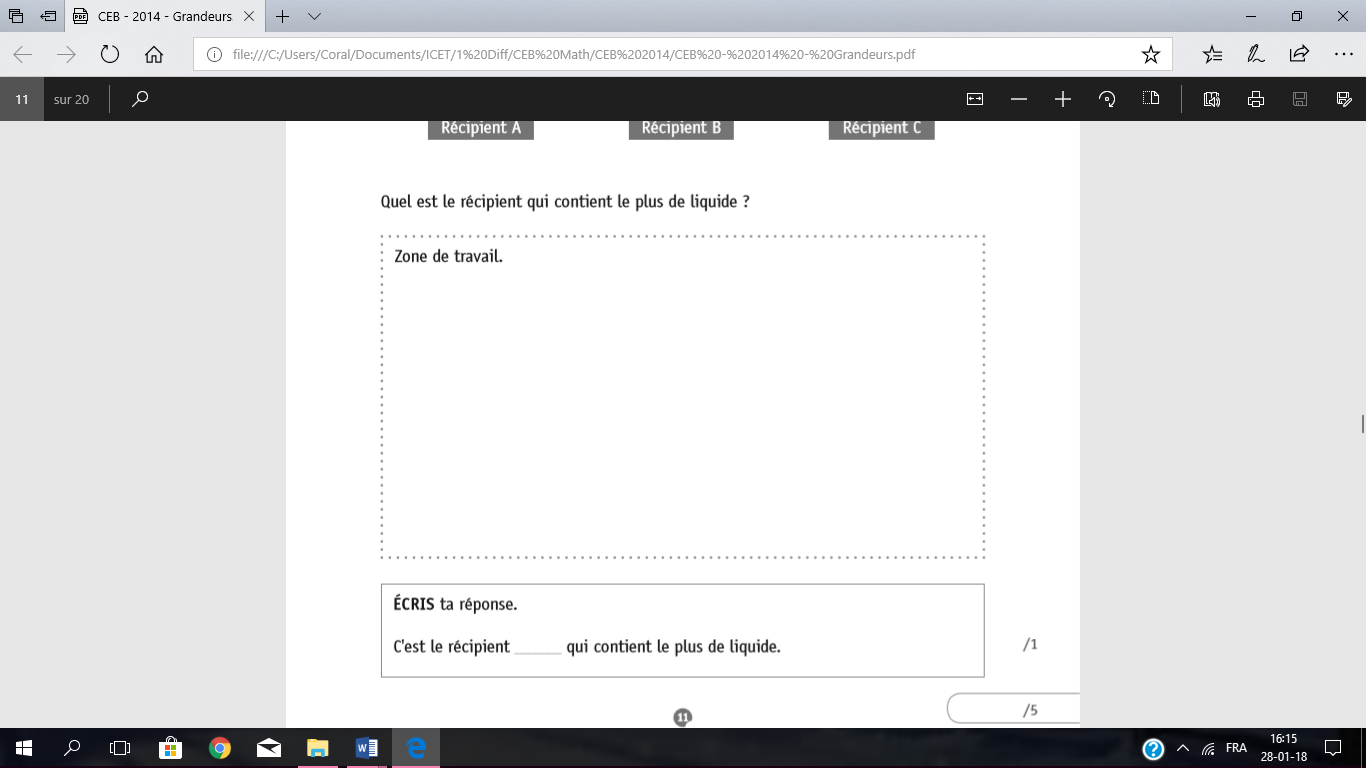 CEB - 2014 - Grandeurs
file:///C:/Users/Coral/Documents/ICET/1%20Diff/CEB%20Math/CEB%202014/CEB%20-%202014%20-%20Grandeurs.pdf
11 sur 20
Récipient A Récipient B Récipient C
Quel est le récipient qui contient le plus de liquide ?
Zone de travail.
ÉCRIS ta réponse.
C'est le récipient ______ qui contient le plus de liquide.
/1
/5
11
FRA
16:15
28-01-18